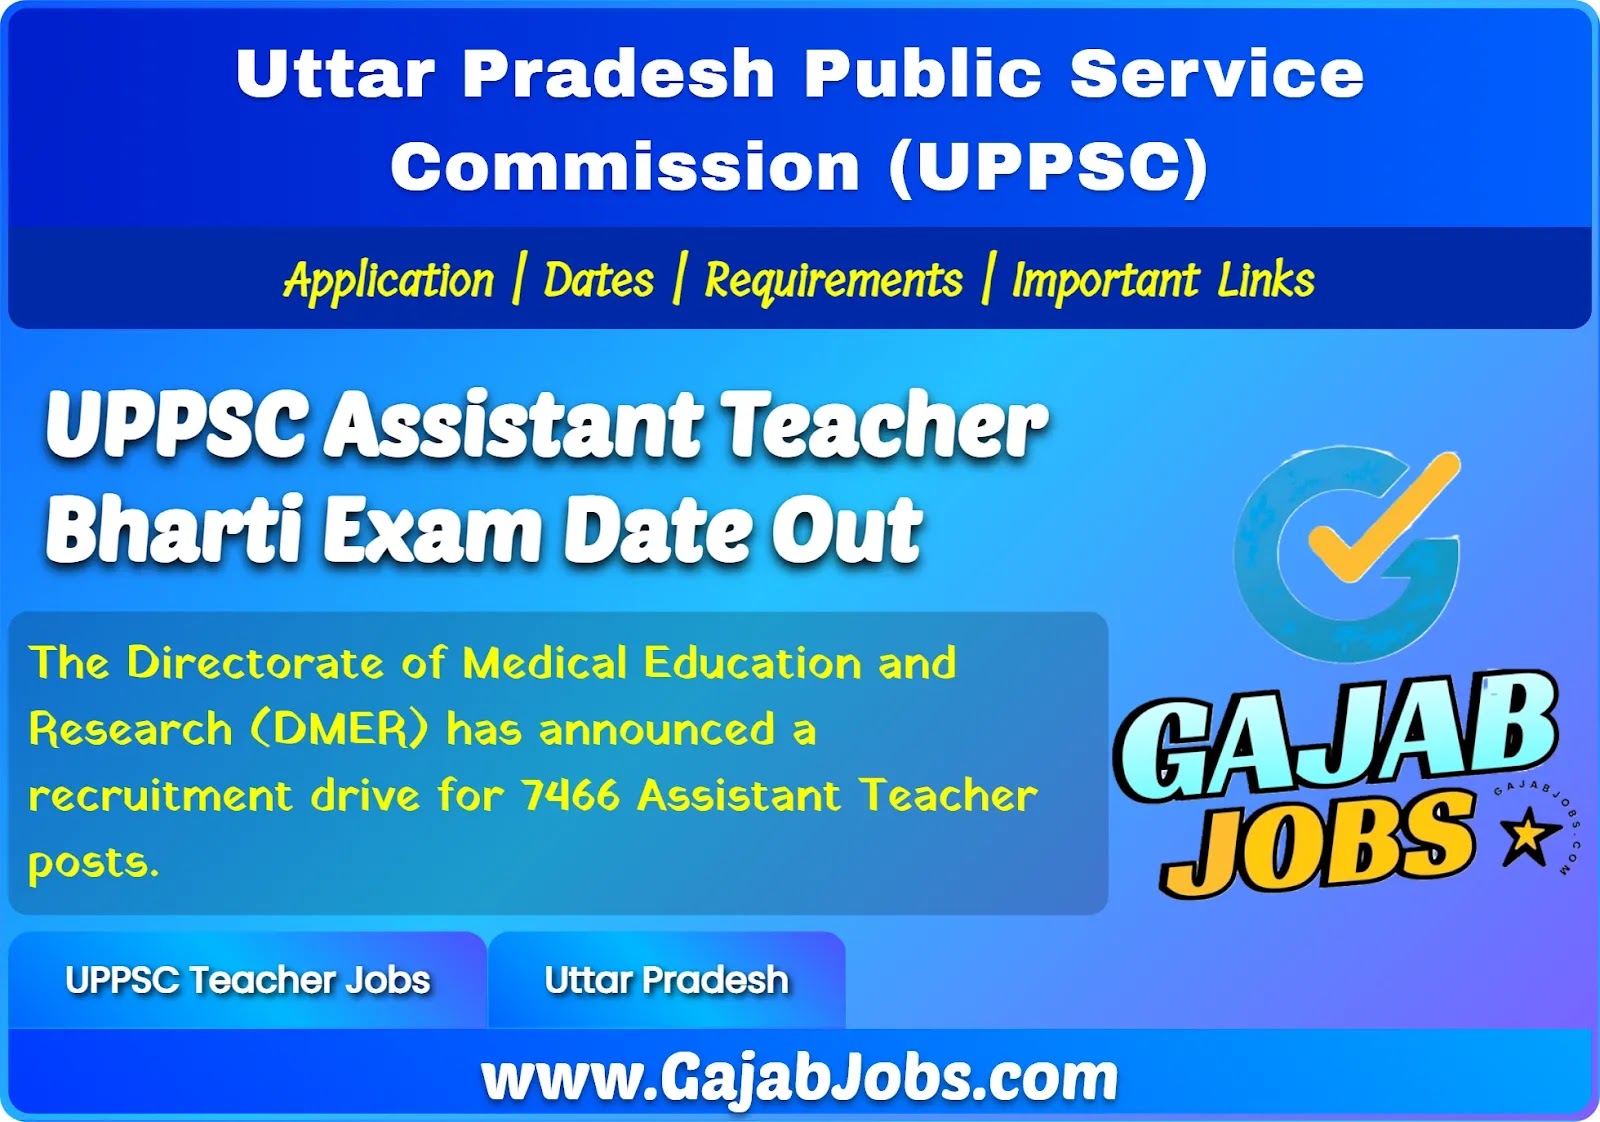 Uttar Pradesh Public Service
Commission (UPPSC)
Application | Dates | Requirements | Important Links
UPPSC Assistant Teacher
Bharti Exam Date Out
The Directorate of Medical Education and
Research (DMER) has announced a
recruitment drive for 7466 Assistant Teacher
posts.
GAJAB
JOBS
GAJABJOBS.COM
UPPSC Teacher Jobs
Uttar Pradesh
www.GajabJobs.com